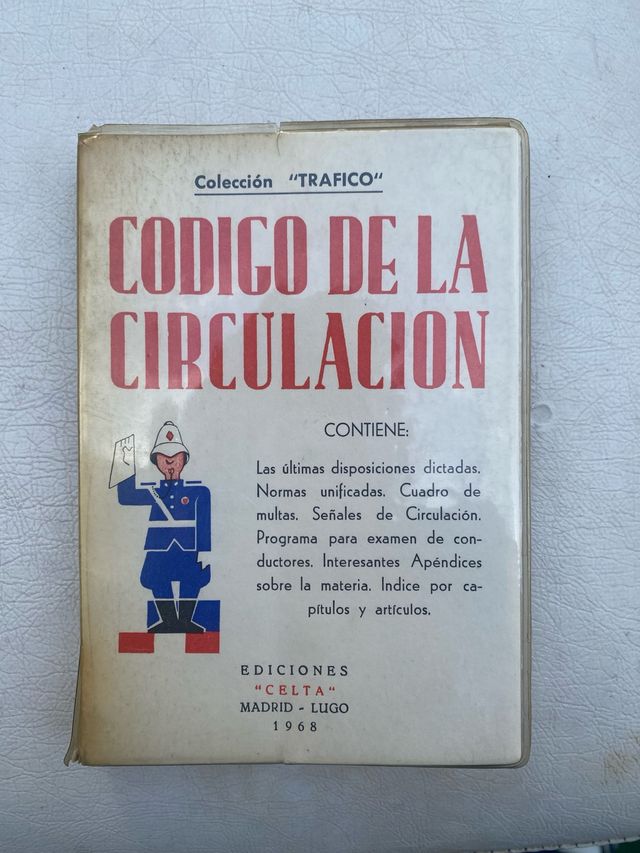 Colección "TRAFICO"
CODIGO DE LA
CIRCULACION
CONTIENE:
Las últimas disposiciones dictadas.
Normas unificadas. Cuadro de
multas. Señales de Circulación.
Programa para examen de con-
ductores. Interesantes Apéndices
sobre la materia. Indice por ca-
pítulos y artículos.
EDICIONES
"CELTA"
MADRID - LUGO
1968